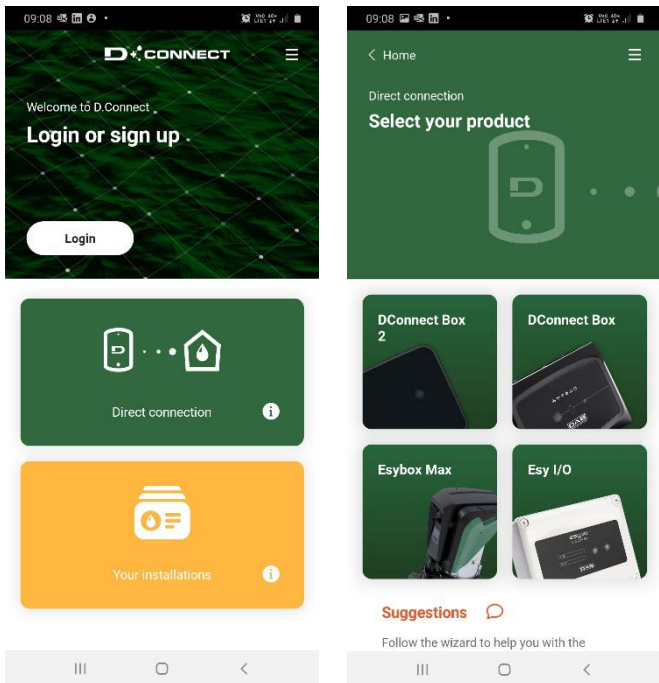 09:08
D+CONNECT
Welcome to D.Connect
Login or sign up
Login
D
Direct connection
i
Your installations
i
09:08
Home
Direct connection
Select your product
D
DConnect Box
2
DConnect Box
DAB
Esybox Max
Esy I/O
Suggestions
Follow the wizard to help you with the